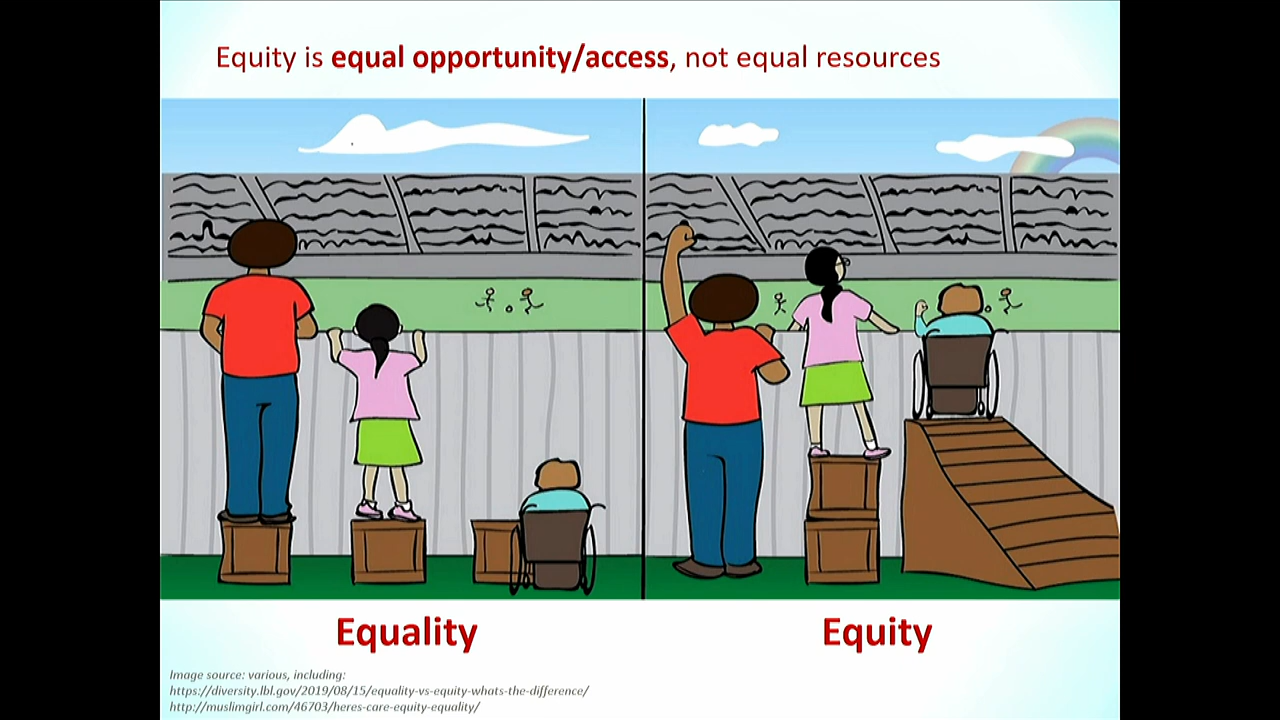 Equity is equal opportunity/access, not equal resources
Equality
Equity
Image source: various, including:
https://diversity.lbl.gov/2019/08/15/equality-vs-equity-whats-the-difference/
http://muslimgirl.com/46703/heres-care-equity-equality/